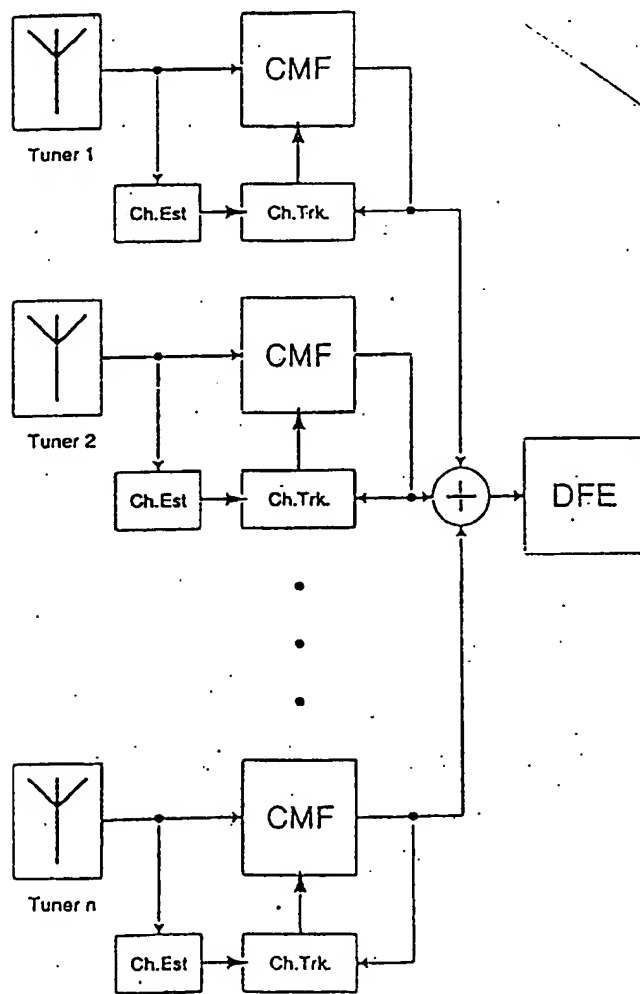 CMF
Tuner 1
Ch.Est
Ch.Trk.
CMF
Tuner 2
Ch.Est
Ch.Trk.
+
DFE
CMF
Tuner n
Ch.Est
Ch.Trk.